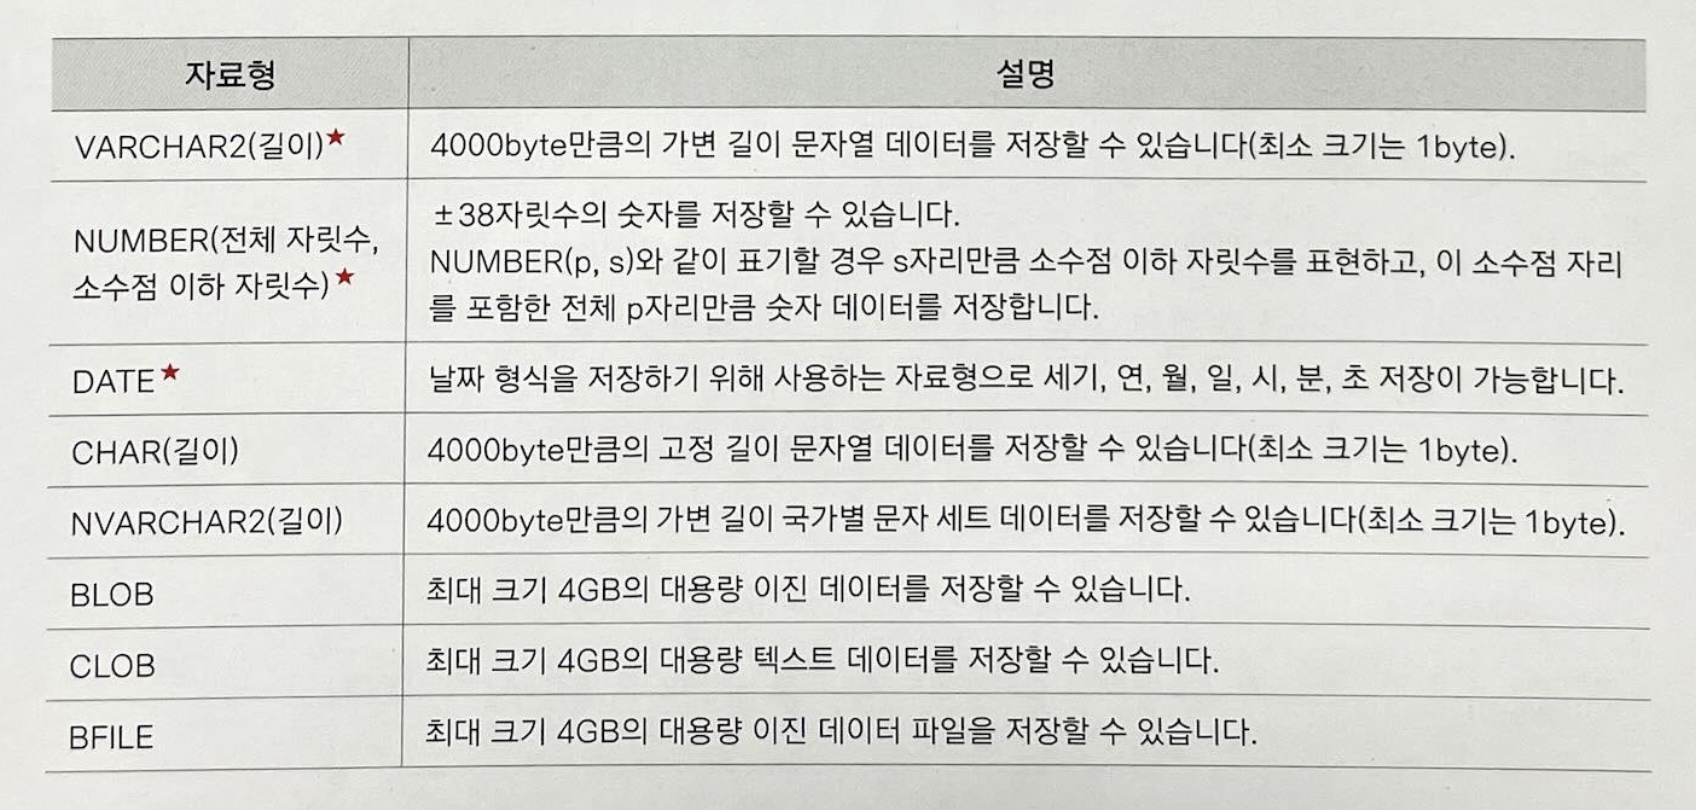 자료형
설명
VARCHAR2(길이)★
4000byte만큼의 가변 길이 문자열 데이터를 저장할 수 있습니다(최소 크기는 1byte).
NUMBER(전체 자릿수,
소수점 이하 자릿수)★
±38자릿수의 숫자를 저장할 수 있습니다.
NUMBER(p, s)와 같이 표기할 경우 s자리만큼 소수점 이하 자릿수를 표현하고, 이 소수점 자리
를 포함한 전체 p자리만큼 숫자 데이터를 저장합니다.
DATE★
날짜 형식을 저장하기 위해 사용하는 자료형으로 세기, 연, 월, 일, 시, 분, 초 저장이 가능합니다.
CHAR(길이)
4000byte만큼의 고정 길이 문자열 데이터를 저장할 수 있습니다(최소 크기는 1byte).
NVARCHAR2(길이)
4000byte만큼의 가변 길이 국가별 문자 세트 데이터를 저장할 수 있습니다(최소 크기는 1byte).
BLOB
최대 크기 4GB의 대용량 이진 데이터를 저장할 수 있습니다.
CLOB
최대 크기 4GB의 대용량 텍스트 데이터를 저장할 수 있습니다.
BFILE
최대 크기 4GB의 대용량 이진 데이터 파일을 저장할 수 있습니다.